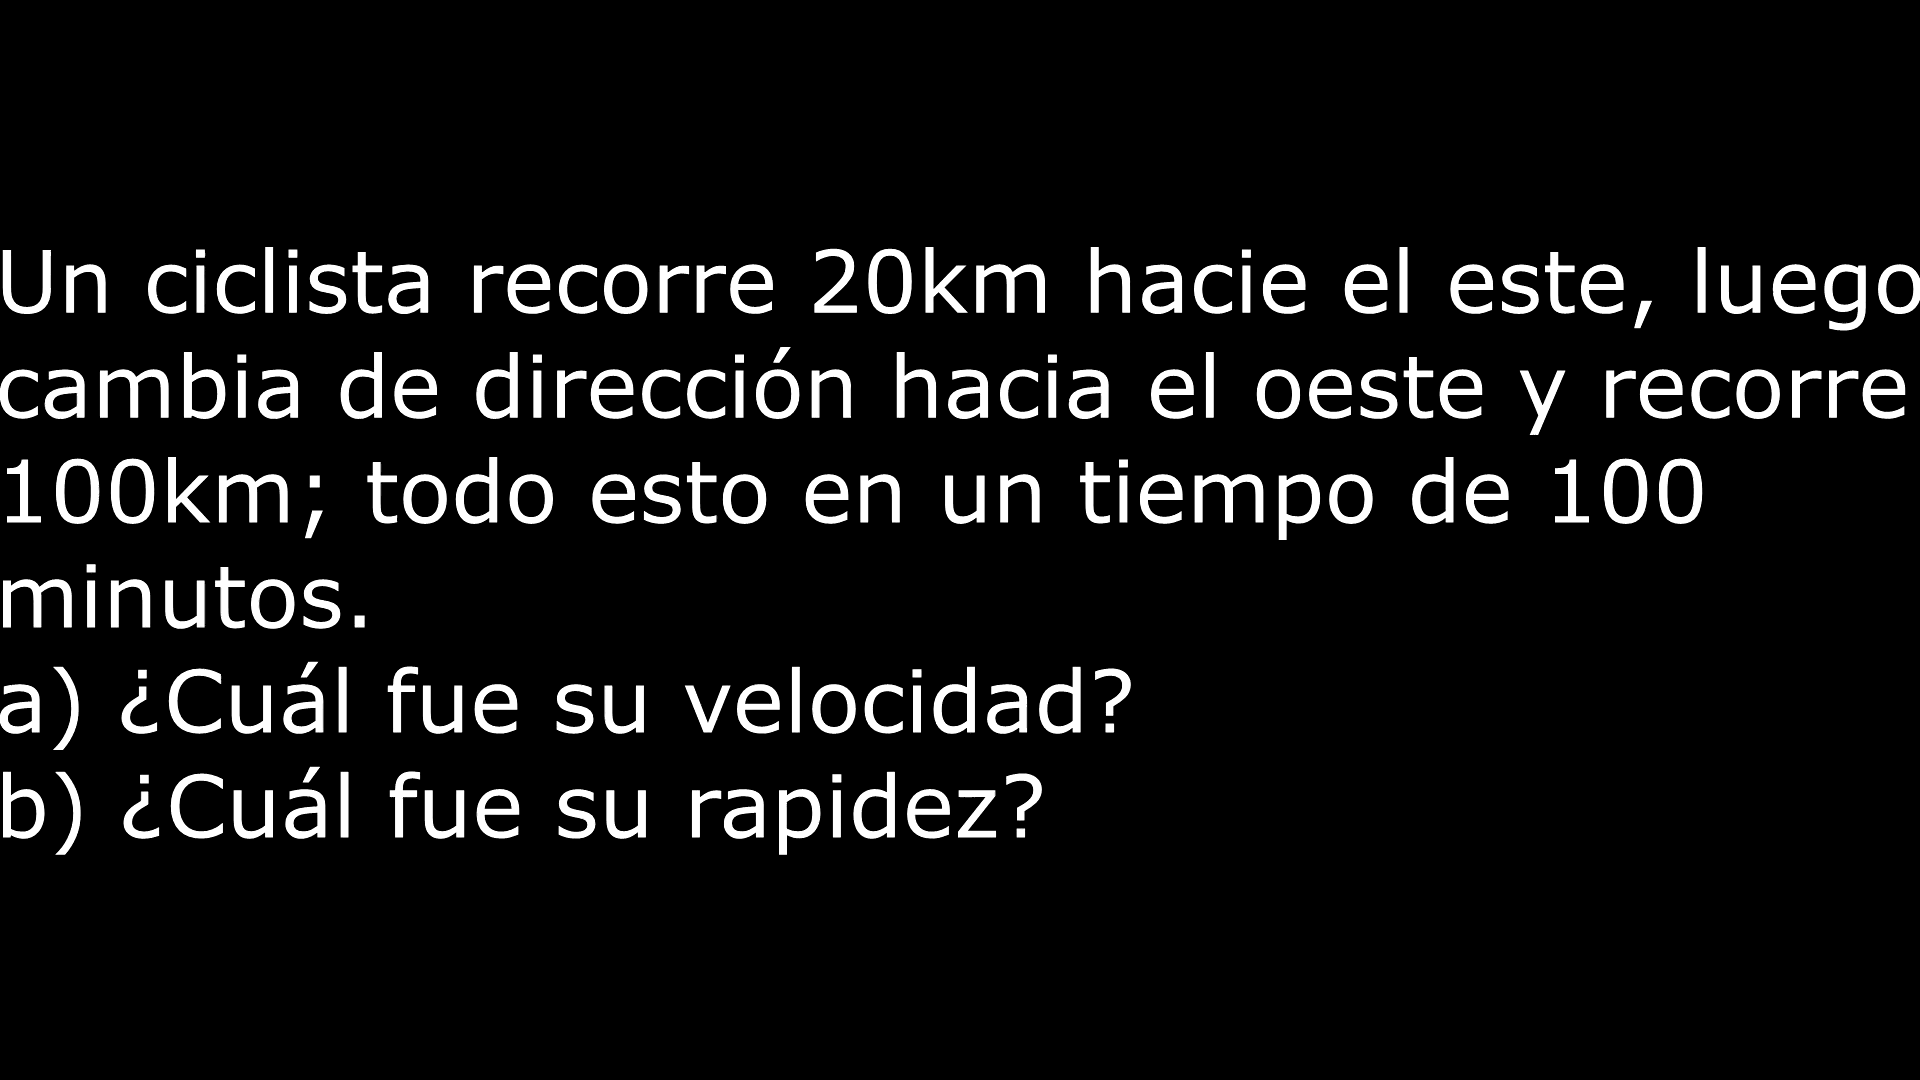 Un ciclista recorre 20km hacie el este, luego
cambia de dirección hacia el oeste y recorre
100km; todo esto en un tiempo de 100
minutos.
a) ¿Cuál fue su velocidad?
b) ¿Cuál fue su rapidez?